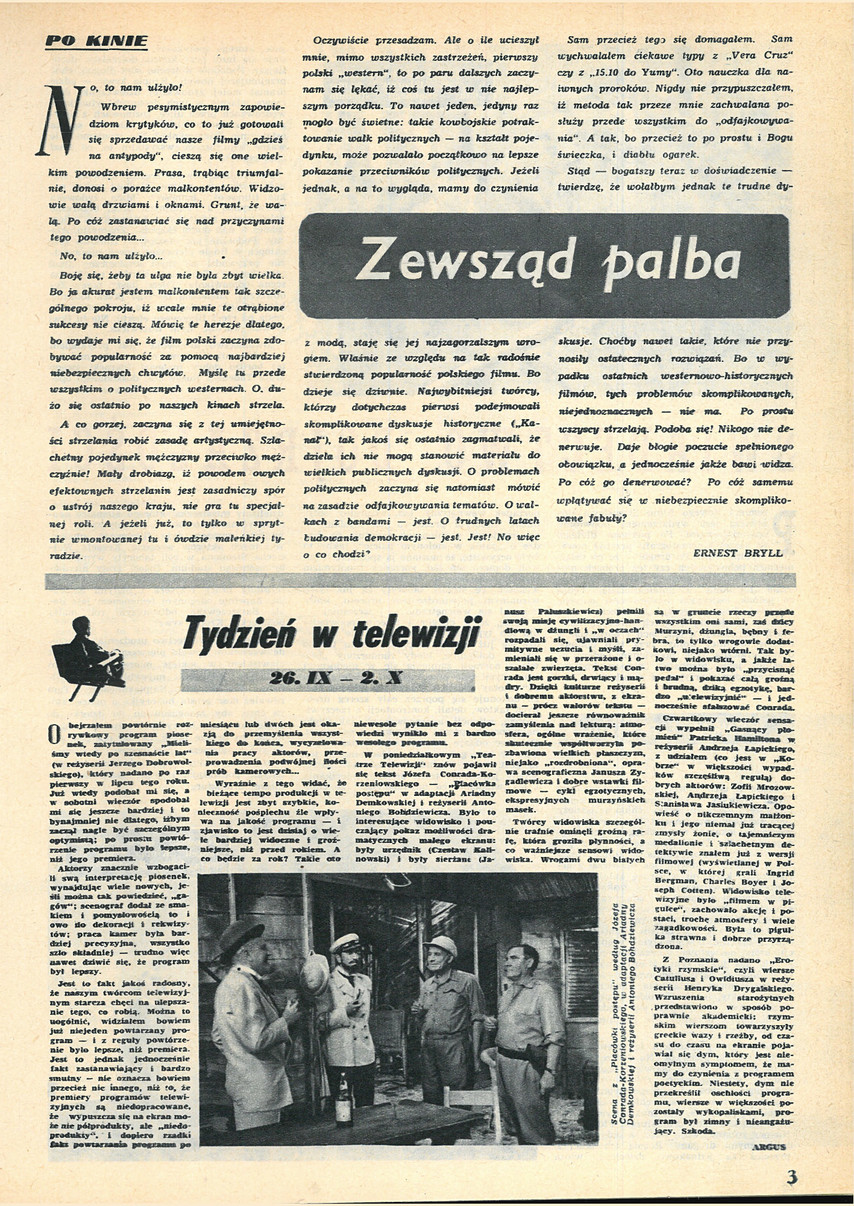 PO KINIE
No, to nam ulżyło!
Wbrew pesymistycznym zapowie-
dziom krytyków, co to już gotowali
się sprzedawać nasze filmy „gdzieś
na antypody", cieszą się one wiel-
kim powodzeniem. Prasa, trąbiąc triumfal-
nie, donosi o porażce malkontentów. Widzo-
wie walą drzwiami i oknami. Grunt, że wa-
lą. Po cóż zastanawiać się nad przyczynami
tego powodzenia...
No, to nam ulżyło...
Boję się, żeby ta ulga nie była zbyt wielka.
Bo ja akurat jestem malkontentem tak szcze-
gólnego pokroju, iż wcale mnie te otrąbione
sukcesy nie cieszą. Mówię te herezje dlatego,
bo wydaje mi się, że film polski zaczyna zdo-
bywać popularność za pomocą najbardziej
niebezpiecznych chwytów. Myślę tu przede
wszystkim o politycznych westernach. O, du-
żo się ostatnio po naszych kinach strzela.
A co gorzej, zaczyna się z tej umiejętno-
ści strzelania robić zasadę artystyczną. Szla-
chetny pojedynek mężczyzny przeciwko męż-
czyźnie! Mały drobiazg, iż powodem owych
efektownych strzelanin jest zasadniczy spór
o ustrój naszego kraju, nie gra tu specjal-
nej roli. A jeżeli już, to tylko w spryt-
nie wmontowanej tu i ówdzie maleńkiej ty-
radzie.
Oczywiście przesadzam. Ale o ile ucieszył
mnie, mimo wszystkich zastrzeżeń, pierwszy
polski „western", to po paru dalszych zaczy-
nam się lękać, iż coś tu jest w nie najlep-
szym porządku. To nawet jeden, jedyny raz
mogło być świetne: takie kowbojskie potrak-
towanie walk politycznych — na kształt poje-
dynku, może pozwalało początkowo na lepsze
pokazanie przeciwników politycznych. Jeżeli
jednak, a na to wygląda, mamy do czynienia
Sam przecież tego się domagałem. Sam
wychwalałem ciekawe typy z „Vera Cruz"
czy z „15.10 do Yumy". Oto nauczka dla na-
iwnych proroków. Nigdy nie przypuszczałem,
iż metoda tak przeze mnie zachwalana po-
służy przede wszystkim do „odfajkowywa-
nia". A tak, bo przecież to po prostu i Bogu
świeczka, i diabłu ogarek.
Stąd — bogatszy teraz w doświadczenie —
twierdzę, że wolałbym jednak te trudne dy-
Zewsząd palba
z modą, staję się jej najzagorzalszym wro-
giem. Właśnie ze względu na tak radośnie
stwierdzoną popularność polskiego filmu. Bo
dzieje się dziwnie. Najwybitniejsi twórcy,
którzy dotychczas pierwsi podejmowali
skomplikowane dyskusje historyczne („Ka-
nał"), tak jakoś się ostatnio zagmatwali, że
dzieła ich nie mogą stanowić materiału do
wielkich publicznych dyskusji. O problemach
politycznych zaczyna się natomiast mówić
na zasadzie odfajkowywania tematów. O wal-
kach z bandami — jest. O trudnych latach
budowania demokracji — jest. Jest! No więc
o co chodzi?
skusje. Choćby nawet takie, które nie przy-
nosiły ostatecznych rozwiązań. Bo w wy-
padku ostatnich westernowo-historycznych
filmów, tych problemów skomplikowanych,
niejednoznacznych — nie ma. Po prostu
wszyscy strzelają. Podoba się! Nikogo nie de-
nerwuje. Daje błogie poczucie spełnionego
obowiązku, a jednocześnie jakże bawi widza.
Po cóż go denerwować? Po cóż samemu
wplątywać się w niebezpiecznie skompliko-
wane fabuły?
ERNEST BRYLL
Tydzień w telewizji
26. IX — 2. X
Obejrzałem powtórnie roz-
rywkowy program piose-
nek, zatytułowany „Mieli-
śmy wtedy po szesnaście lat"
(w reżyserii Jerzego Dobrowol-
skiego), który nadano po raz
pierwszy w lipcu tego roku.
Już wtedy podobał mi się, a
w sobotni wieczór spodobał
mi się jeszcze bardziej i to
bynajmniej nie dlatego, iżbym
zaczął nagle być szczególnym
optymistą; po prostu powtó-
rzenie programu było lepsze,
niż jego premiera.
Aktorzy znacznie wzbogaci-
li swą interpretację piosenek,
wynajdując wiele nowych, je-
śli można tak powiedzieć, „ga-
gów"; scenograf dodał ze sma-
kiem i pomysłowością to i
owo do dekoracji i rekwizy-
tów; praca kamer była bar-
dziej precyzyjna, wszystko
szło składniej — trudno więc
nawet dziwić się, że program
był lepszy.
Jest to fakt jakoś radosny,
że naszym twórcom telewizyj-
nym starcza chęci na ulepsza-
nie tego, co robią. Można to
uogólnić, widziałem bowiem
już niejeden powtarzany pro-
gram — i z reguły powtórze-
nie było lepsze, niż premiera.
Jest to jednak jednocześnie
fakt zastanawiający i bardzo
smutny — nie oznacza bowiem
przecież nic innego, niż to, że
premiery programów telewi-
zyjnych są niedopracowane,
że wypuszcza się na ekran mo-
że nie półprodukty, ale „niedo-
produkty", i dopiero rzadki
fakt powtarzania programu po
miesiącu lub dwóch jest oka-
zją do przemyślenia wszyst-
kiego do końca, wycyzelowa-
nia pracy aktorów, prze-
prowadzenia podwójnej ilości
prób kamerowych...
Wyraźnie z tego widać, że
bieżące tempo produkcji w te-
lewizji jest zbyt szybkie, ko-
nieczność pośpiechu źle wpły-
wa na jakość programu — i
zjawisko to jest dzisiaj o wie-
le bardziej widoczne i groź-
niejsze, niż przed rokiem. A
co będzie za rok? Takie oto
niewesołe pytanie bez odpo-
wiedzi wynikło mi z bardzo
wesołego programu.
W poniedziałkowym „Tea-
trze Telewizji" znów pojawił
się tekst Józefa Conrada-Ko-
rzeniowskiego — „Placówka
postępu" w adaptacji Ariadny
Demkowskiej i reżyserii Anto-
niego Bohdziewicza. Było to
interesujące widowisko i pou-
czający pokaz możliwości dra-
matycznych małego ekranu:
były urzędnik (Czesław Kali-
nowski) i były sierżant (Ja-
nusz Paluszkiewicz) pełnili
swoją misję cywilizacyjno-han-
dlową w dżungli i „w oczach"
rozpadali się, ujawniali pry-
mitywne uczucia i myśli, za-
mieniali się w przerażone i o-
szalałe zwierzęta. Tekst Con-
rada jest gorzki, drwiący i mą-
dry. Dzięki kulturze reżyserii
i dobremu aktorstwu, z ekra-
nu — prócz walorów tekstu —
docierał jeszcze równoważnik
zamyślenia nad lekturą: atmo-
sfera, ogólne wrażenie, które
skutecznie współtworzyła po-
zbawiona wielkich płaszczyzn,
niejako „rozdrobniona", opra-
wa scenograficzna Janusza Zy-
gadlewicza i dobre wstawki fil-
mowe — cykl egzotycznych,
ekspresyjnych murzyńskich
masek.
Twórcy widowiska szczegól-
nie trafnie ominęli groźną ra-
fę, która groziła płynności, a
co ważniejsze sensowi wido-
wiska. Wrogami dwu białych
są w gruncie rzeczy przede
wszystkim oni sami, zaś dzicy
Murzyni, dżungla, bębny i fe-
bra, to tylko wrogowie dodat-
kowi, niejako wtórni. Tak by-
ło w widowisku, a jakże ła-
two można było „przycisnąć
pedał" i pokazać całą groźną
i brudną, dziką egzotykę, bar-
dzo „telewizyjnie" — i jed-
nocześnie sfałszować Conrada.
Czwartkowy wieczór sensa-
cji wypełnił „Gasnący pło-
mień" Patricka Hamiltona w
reżyserii Andrzeja Łapickiego,
z udziałem (co jest w „Ko-
brze" w większości wypad-
ków szczęśliwą regułą) do-
brych aktorów: Zofii Mrozow-
skiej, Andrzeja Łapickiego i
Stanisława Jasiukiewicza. Opo-
wieść o nikczemnym małżon-
ku i jego niemal już tracącej
zmysły żonie, o tajemniczym
medalionie i szlachetnym de-
tektywie znałem już z wersji
filmowej (wyświetlanej w Pol-
sce, w której grali Ingrid
Bergman, Charles Boyer i Jo-
seph Cotten). Widowisko tele-
wizyjne było „filmem w pi-
gułce", zachowało akcję i po-
staci, trochę atmosfery i wiele
zagadkowości. Była to piguł-
ka strawna i dobrze przyrzą-
dzona.
Z Poznania nadano „Ero-
tyki rzymskie", czyli wiersze
Catullusa i Owidiusza w reży-
serii Henryka Drygalskiego.
Wzruszenia starożytnych
przedstawiono w sposób po-
prawnie akademicki: rzym-
skim wierszom towarzyszyły
greckie wazy i rzeźby, od cza-
su do czasu na ekranie poja-
wiał się dym, który jest nie-
omylnym symptomem, że ma-
my do czynienia z programem
poetyckim. Niestety, dym nie
przekreślił oschłości progra-
mu, wiersze w większości po-
zostały wykopaliskami, pro-
gram był zimny i nieangażu-
jący. Szkoda.
ARGUS
Scena z „Placówki postępu" według Józefa
Conrada-Korzeniowskiego, w adaptacji Ariadny
Demkowskiej i reżyserii Antoniego Bohdziewicza
3